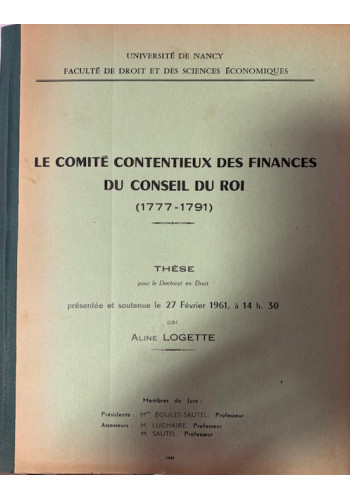 UNIVERSITÉ DE NANCY
FACULTÉ DE DROIT ET DES SCIENCES ÉCONOMIQUES
LE COMITÉ CONTENTIEUX DES FINANCES
DU CONSEIL DU ROI
(1777-1791)
THÈSE
pour le Doctorat en Droit
présentée et soutenue le 27 Février 1961, à 14 h. 30
par
ALINE LOGETTE
Membres du Jury :
Présidente : Mme BOULET-SAUTEL, Professeur
Assesseurs : M. LUCHAIRE, Professeur
M. SAUTEL, Professeur